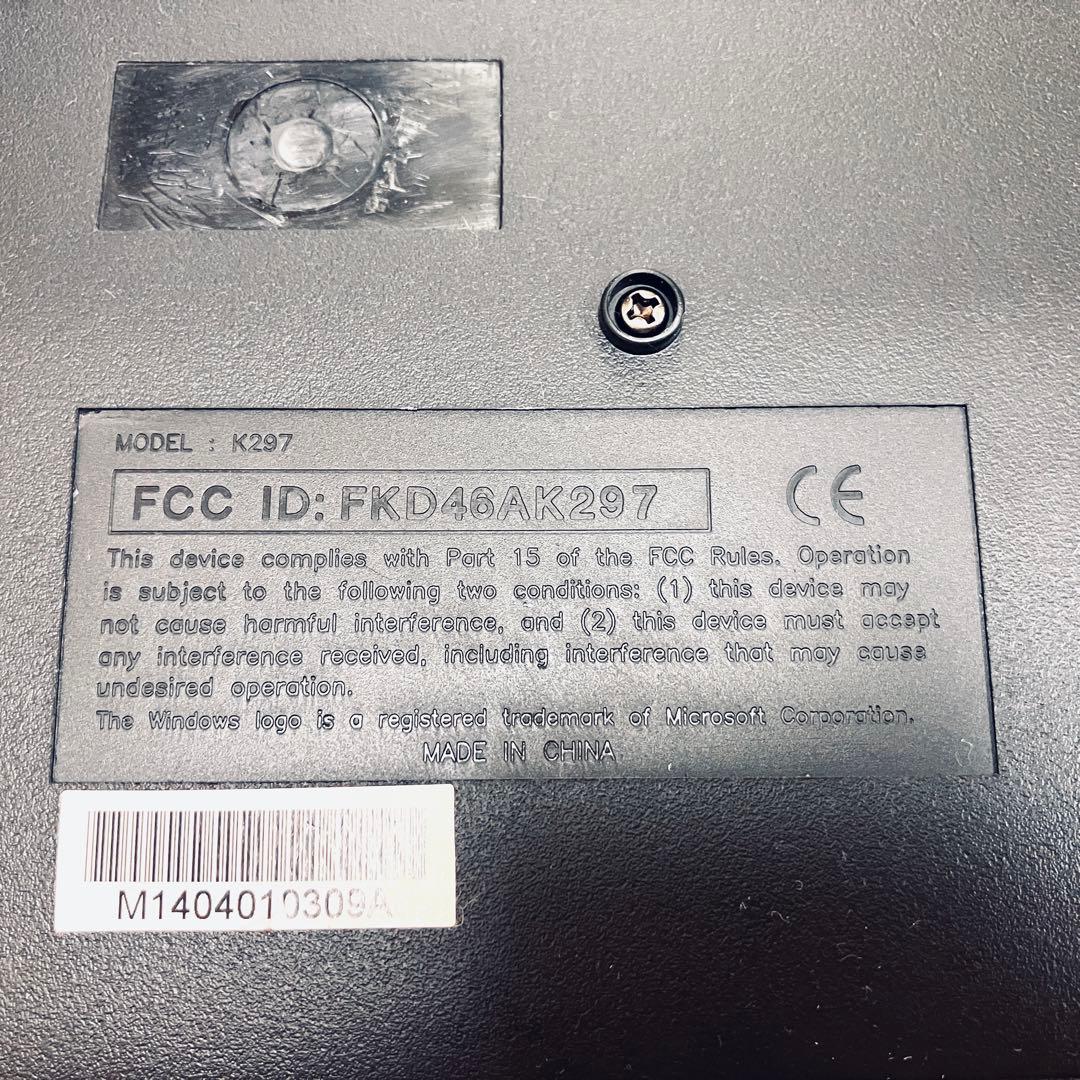 MODEL : K297
FCC ID: FKD46AK297
CE
This device complies with Part 15 of the FCC Rules. Operation
is subject to the following two conditions: (1) this device may
not cause harmful interference, and (2) this device must accept
any interference received, including interference that may cause
undesired operation.
The Windows logo is a registered trademark of Microsoft Corporation.
MADE IN CHINA
M1404010309A